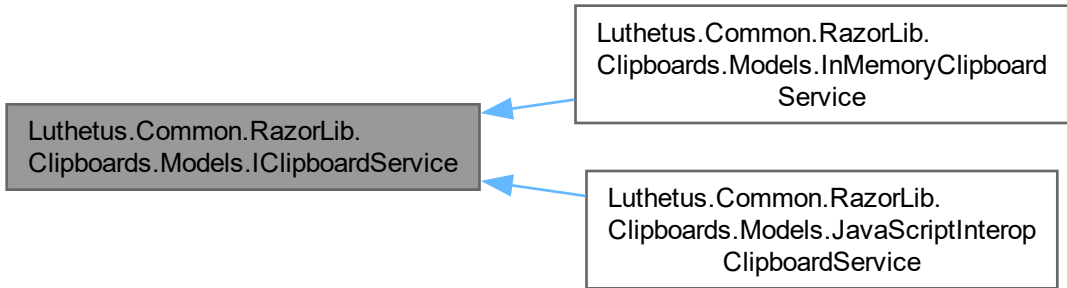 Luthetus.Common.RazorLib.
Clipboards.Models.IClipboardService
Luthetus.Common.RazorLib.
Clipboards.Models.InMemoryClipboard
Service
Luthetus.Common.RazorLib.
Clipboards.Models.JavaScriptInterop
ClipboardService